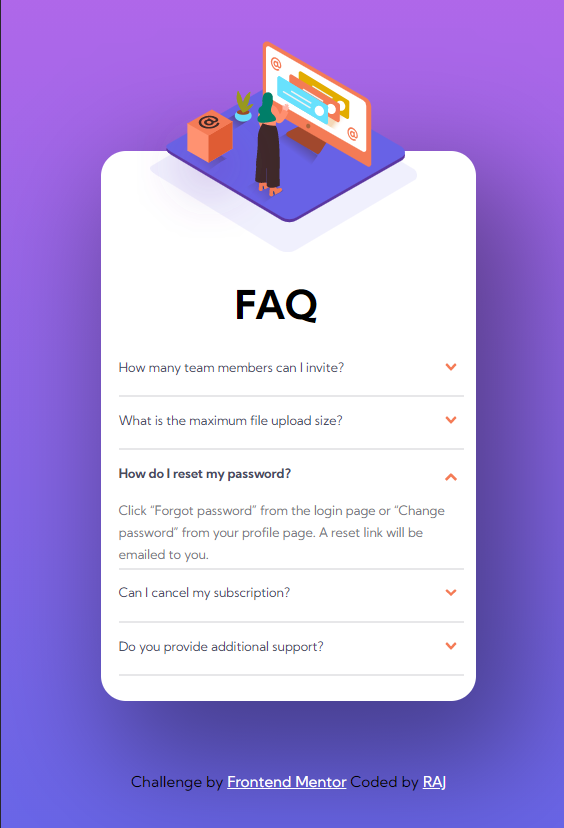 @
@
@
FAQ
How many team members can I invite?
What is the maximum file upload size?
How do I reset my password?
Click “Forgot password” from the login page or “Change
password” from your profile page. A reset link will be
emailed to you.
Can I cancel my subscription?
Do you provide additional support?
Challenge by Frontend Mentor Coded by RAJ